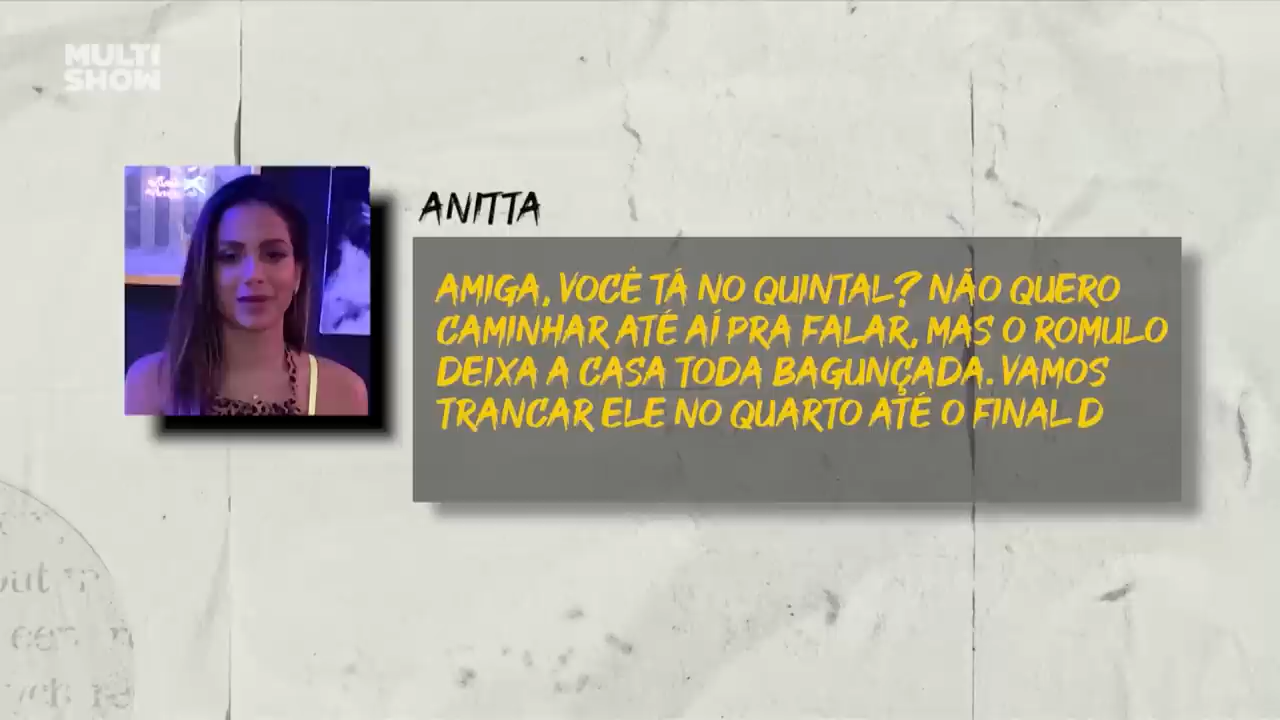 MULTI
SHOW
ANITTA
AMIGA, VOCÊ TÁ NO QUINTAL? NÃO QUERO
CAMINHAR ATÉ AÍ PRA FALAR, MAS O ROMULO
DEIXA A CASA TODA BAGUNÇADA. VAMOS
TRANCAR ELE NO QUARTO ATÉ O FINAL D